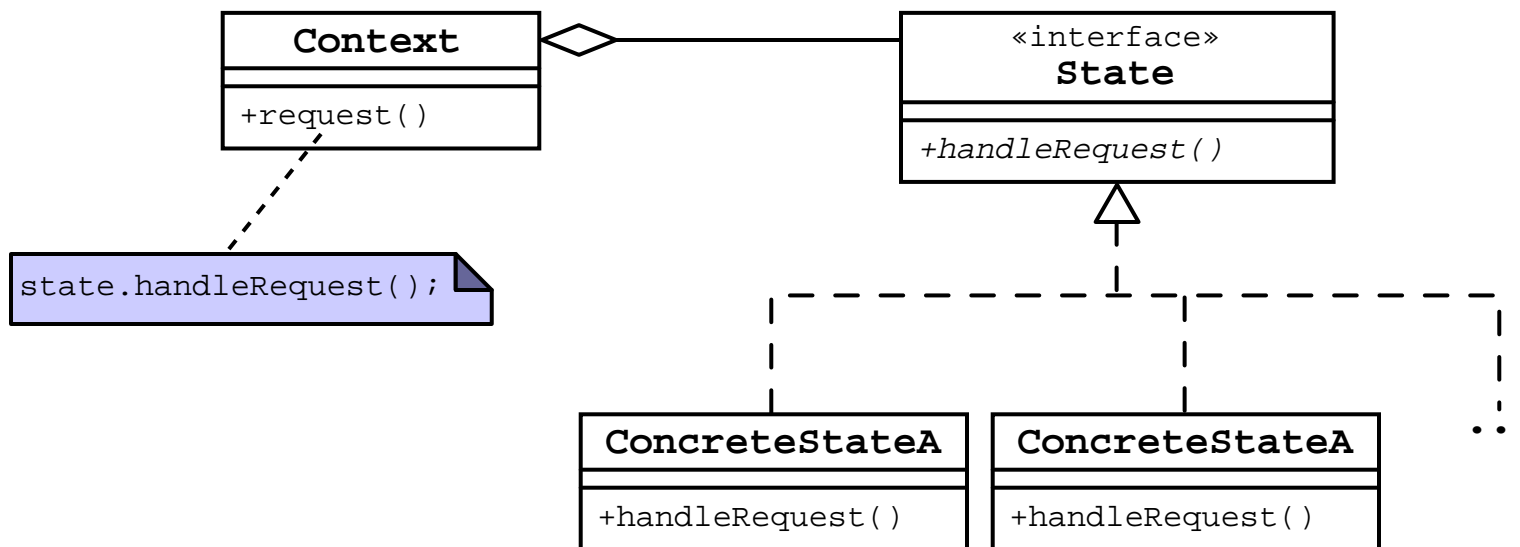 Context
+request()
«interface»
State
+handleRequest()
state.handleRequest();
ConcreteStateA
+handleRequest()
ConcreteStateA
+handleRequest()